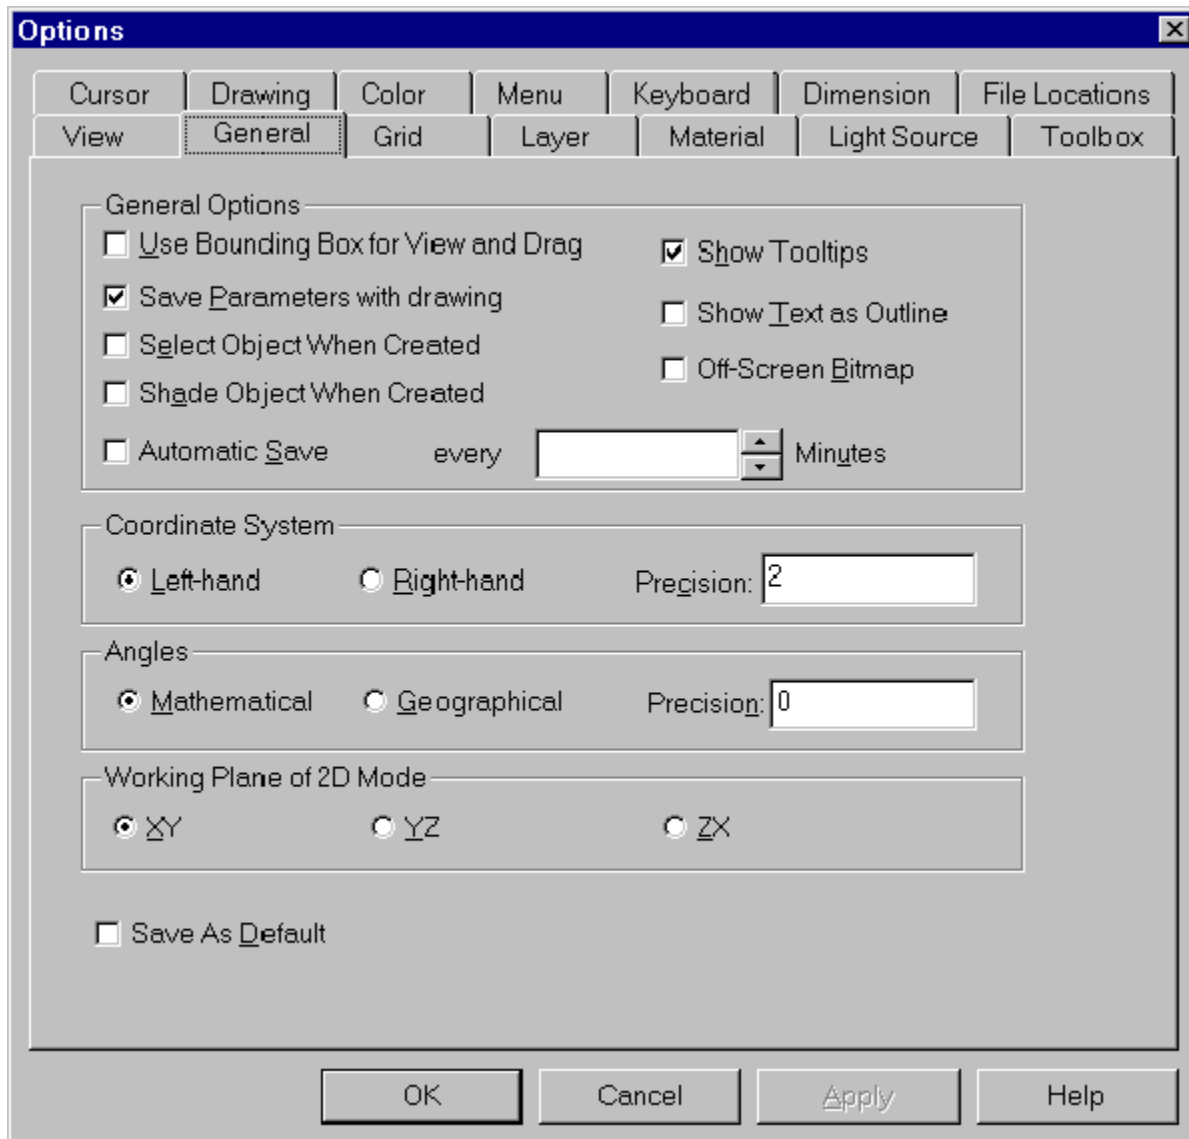 Options
Cursor Drawing Color Menu Keyboard Dimension File Locations
View General Grid Layer Material Light Source Toolbox
General Options
Use Bounding Box for View and Drag
Show Tooltips
Save Parameters with drawing
Show Text as Outline
Select Object When Created
Off-Screen Bitmap
Shade Object When Created
Automatic Save every Minutes
Coordinate System
Left-hand Right-hand Precision: 2
Angles
Mathematical Geographical Precision: 0
Working Plane of 2D Mode
XY YZ ZX
Save As Default
OK Cancel Apply Help